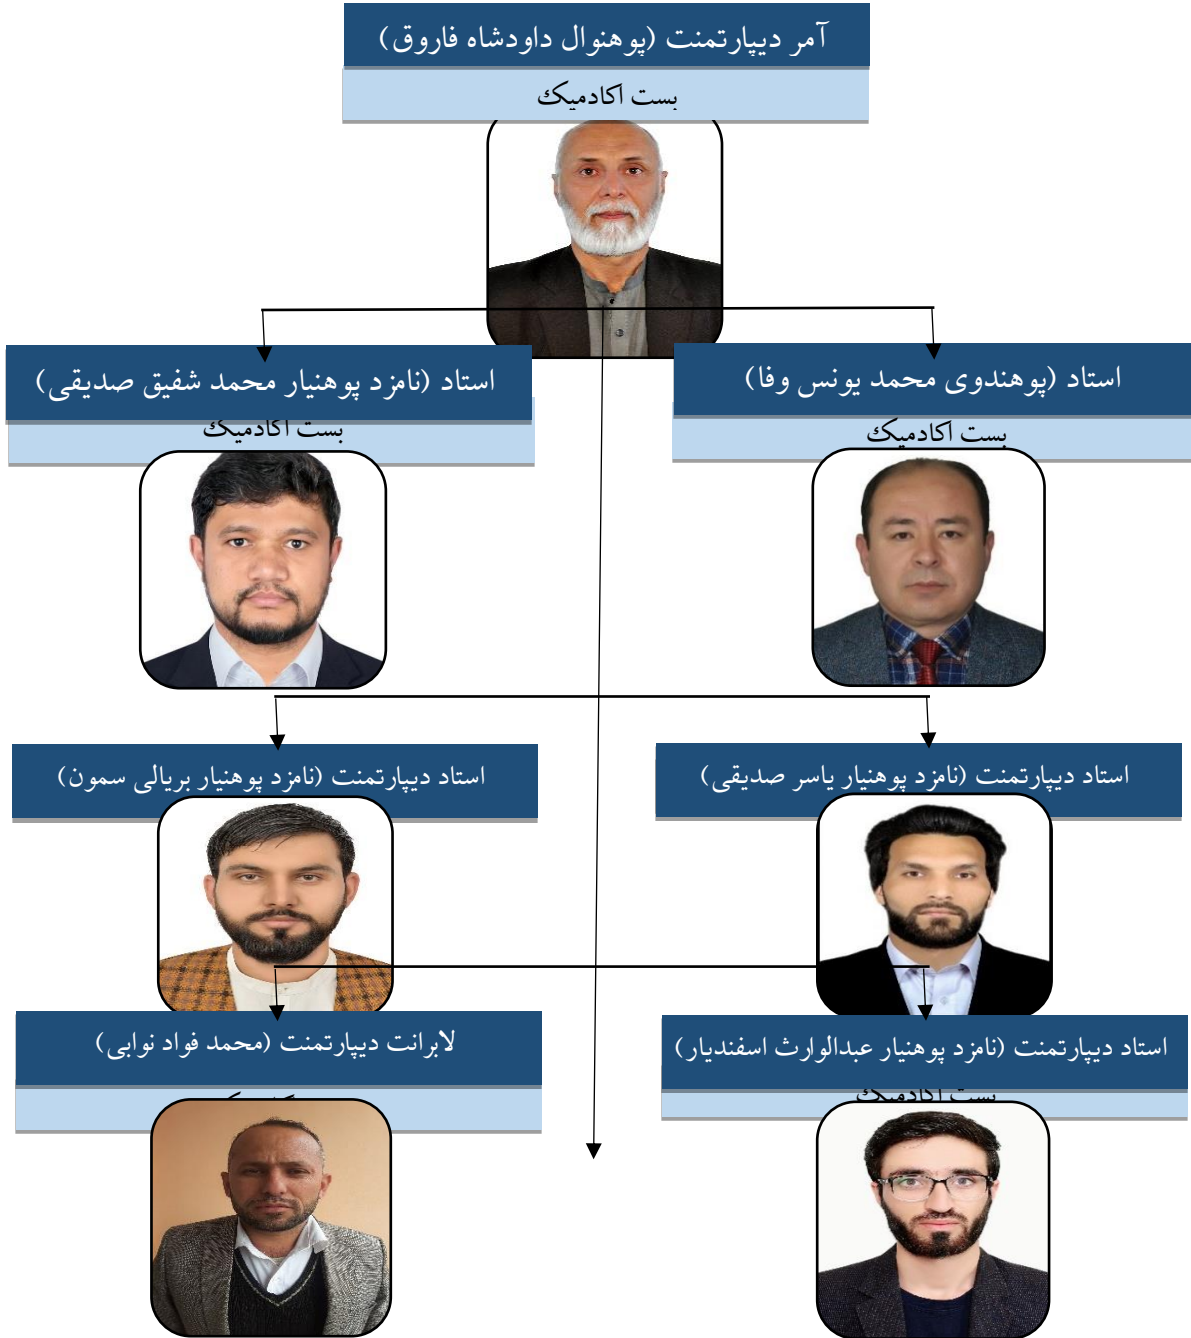 آمر دیپارتمنت (پوهنوال داودشاه فاروق)
بست اکادمیک
استاد (پوهندوی محمد یونس وفا)
بست اکادمیک
استاد (نامزد پوهنیار محمد شفیق صدیقی)
بست اکادمیک
استاد دیپارتمنت (نامزد پوهنیار یاسر صدیقی)
استاد دیپارتمنت (نامزد پوهنیار بریالی سمون)
استاد دیپارتمنت (نامزد پوهنیار عبدالوارث اسفندیار)
بست اکادمیک
لابرانت دیپارتمنت (محمد فواد نوابی)